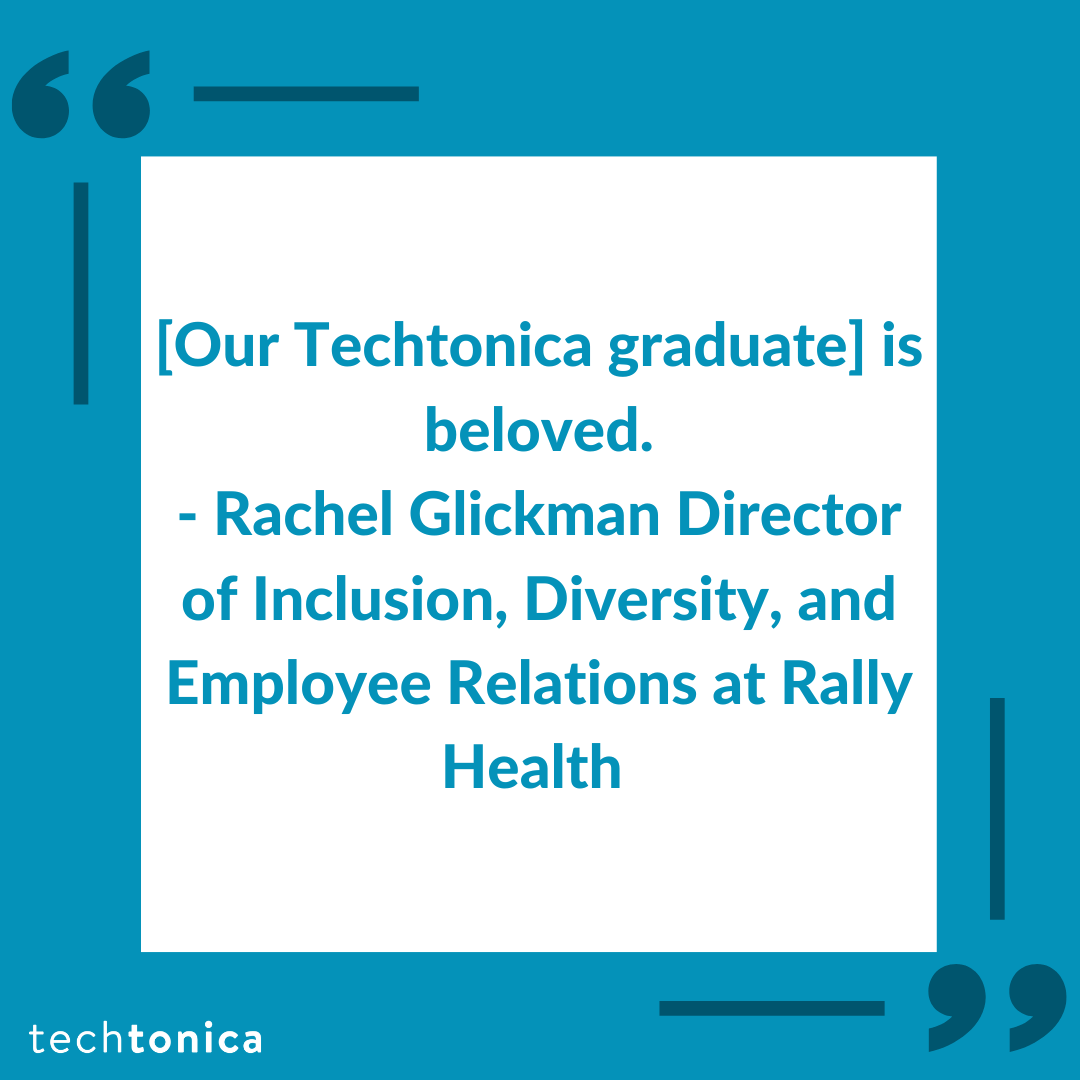 [Our Techtonica graduate] is
beloved.
- Rachel Glickman Director
of Inclusion, Diversity, and
Employee Relations at Rally
Health
techtonica